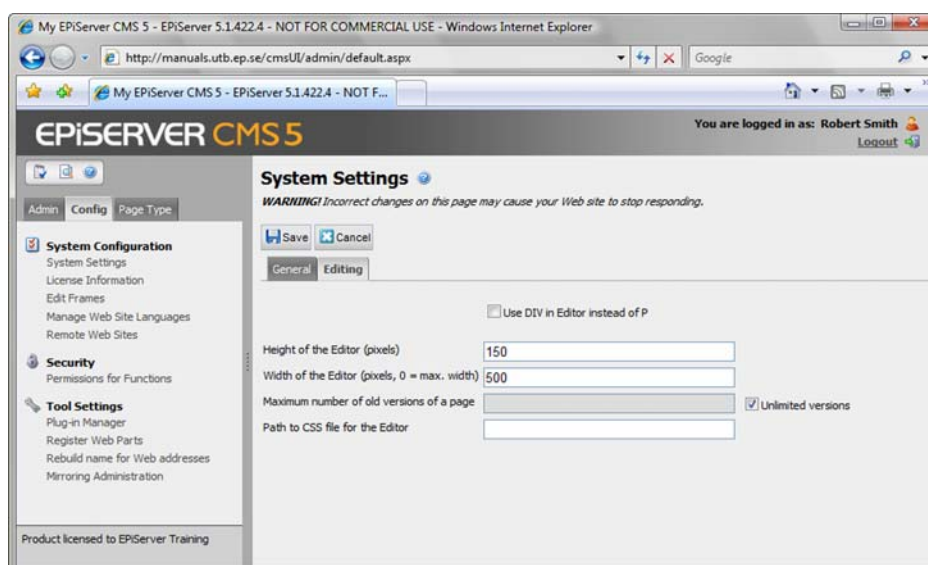 My EPiServer CMS 5 - EPiServer 5.1.422.4 - NOT FOR COMMERCIAL USE - Windows Internet Explorer
http://manuals.utb.ep.se/cmsUI/admin/default.aspx
Google
My EPiServer CMS 5 - EPiServer 5.1.422.4 - NOT F...
EPiSERVER CMS 5
You are logged in as: Robert Smith
Logout
Admin Config Page Type
System Configuration
System Settings
License Information
Edit Frames
Manage Web Site Languages
Remote Web Sites
Security
Permissions for Functions
Tool Settings
Plug-in Manager
Register Web Parts
Rebuild name for Web addresses
Mirroring Administration
Product licensed to EPiServer Training
System Settings
WARNING! Incorrect changes on this page may cause your Web site to stop responding.
Save Cancel
General Editing
Use DIV in Editor instead of P
Height of the Editor (pixels) 150
Width of the Editor (pixels, 0 = max. width) 500
Maximum number of old versions of a page Unlimited versions
Path to CSS file for the Editor